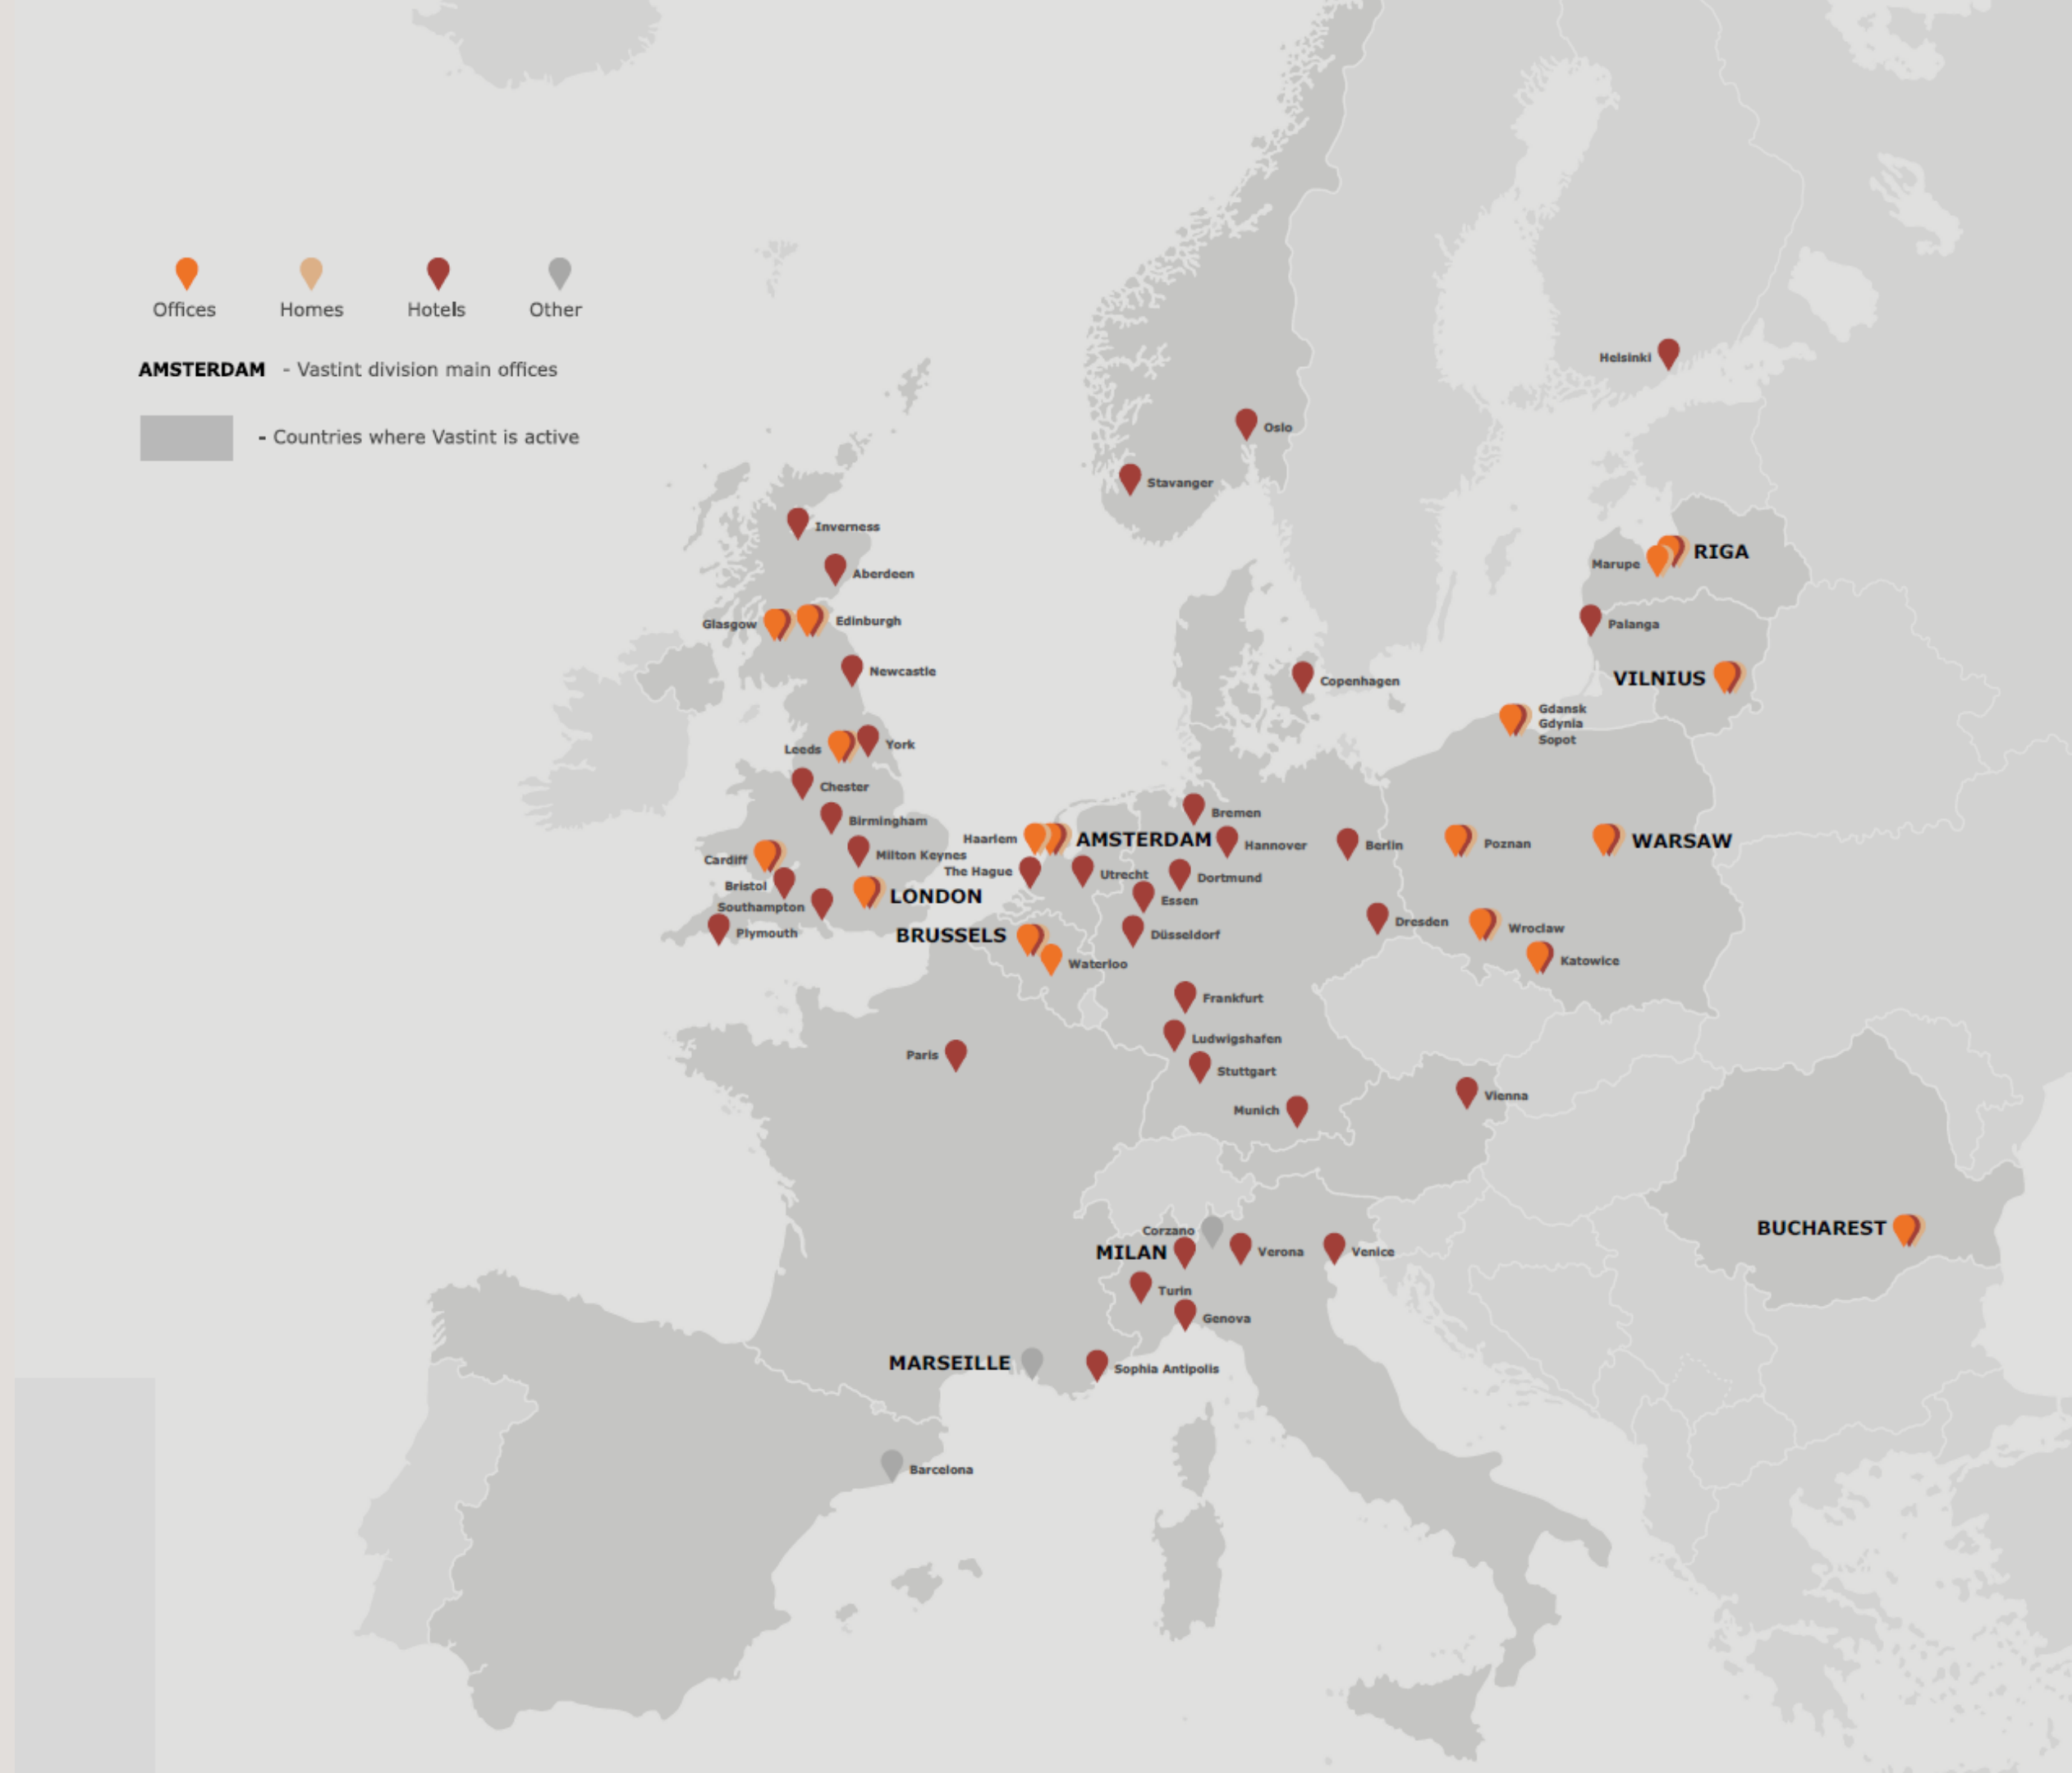 Offices
Homes
Hotels
Other
AMSTERDAM - Vastint division main offices
- Countries where Vastint is active
Helsinki
Oslo
Stavanger
Inverness
Aberdeen
RIGA
Marupe
Glasgow
Edinburgh
Palanga
Newcastle
Copenhagen
VILNIUS
Gdansk
Gdynia
Sopot
Leeds
York
Chester
Bremen
Birmingham
Haarlem
AMSTERDAM
Hannover
Berlin
Poznan
WARSAW
Cardiff
Milton Keynes
The Hague
Utrecht
Dortmund
Bristol
LONDON
Essen
Southampton
Dresden
Wroclaw
Plymouth
BRUSSELS
Düsseldorf
Waterloo
Katowice
Frankfurt
Ludwigshafen
Paris
Stuttgart
Vienna
Munich
Corzano
BUCHAREST
MILAN
Verona
Venice
Turin
Genova
MARSEILLE
Sophia Antipolis
Barcelona